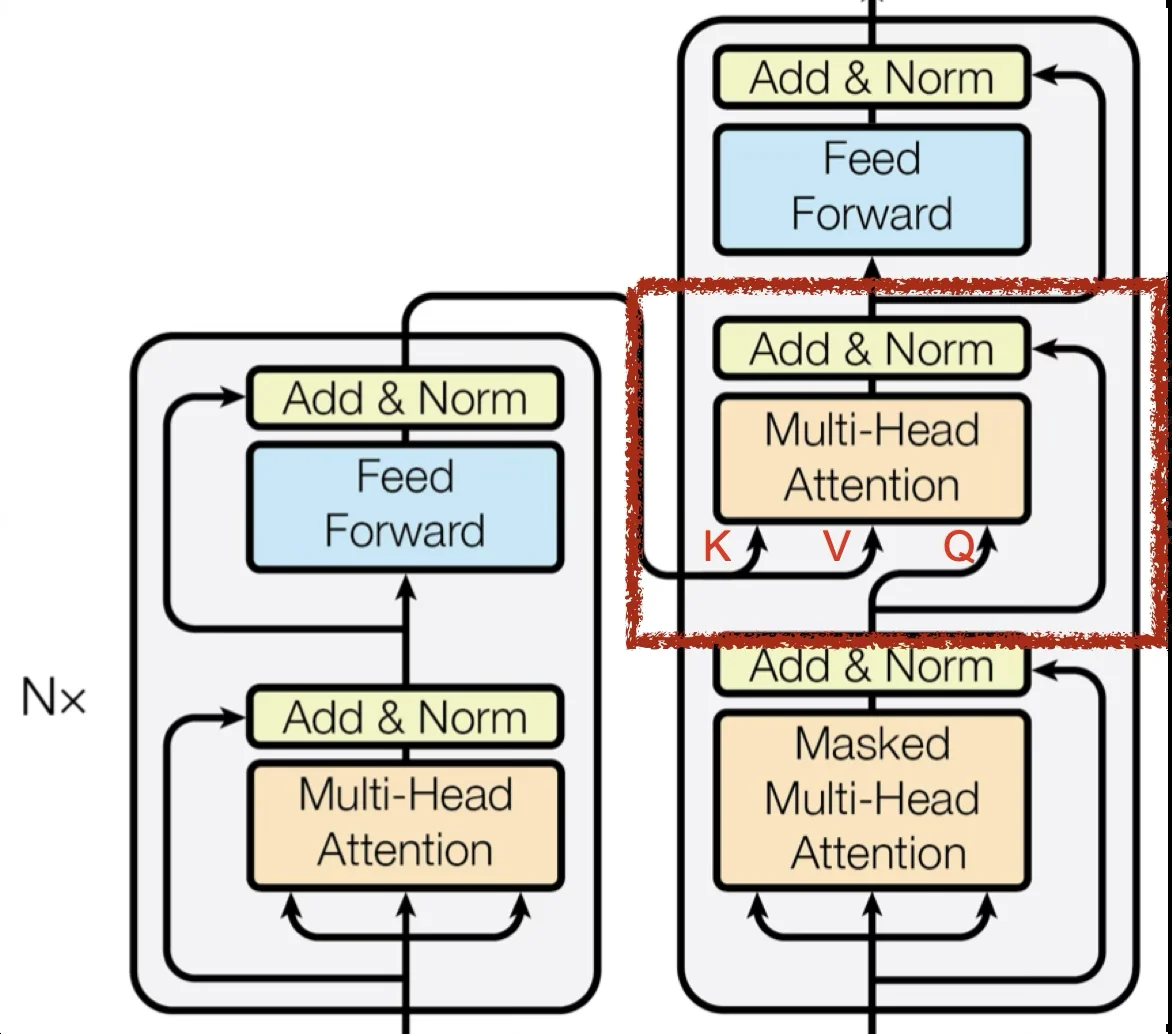 Add & Norm
Feed
Forward
Add & Norm
Multi-Head
Attention
K V Q
Add & Norm
Masked
Multi-Head
Attention
Add & Norm
Feed
Forward
Add & Norm
Multi-Head
Attention
N×